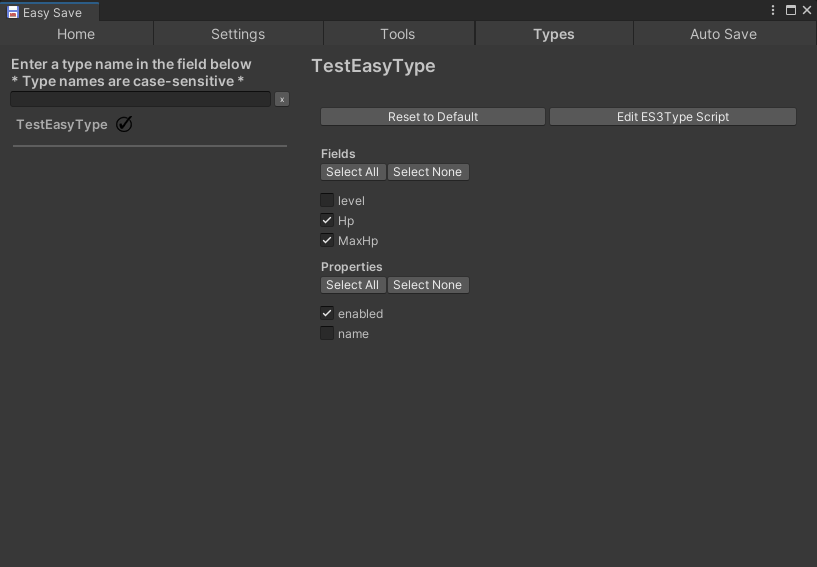 Easy Save
Home Settings Tools Types Auto Save
Enter a type name in the field below
* Type names are case-sensitive *
x
TestEasyType
TestEasyType
Reset to Default Edit ES3Type Script
Fields
Select All Select None
level
Hp
MaxHp
Properties
Select All Select None
enabled
name